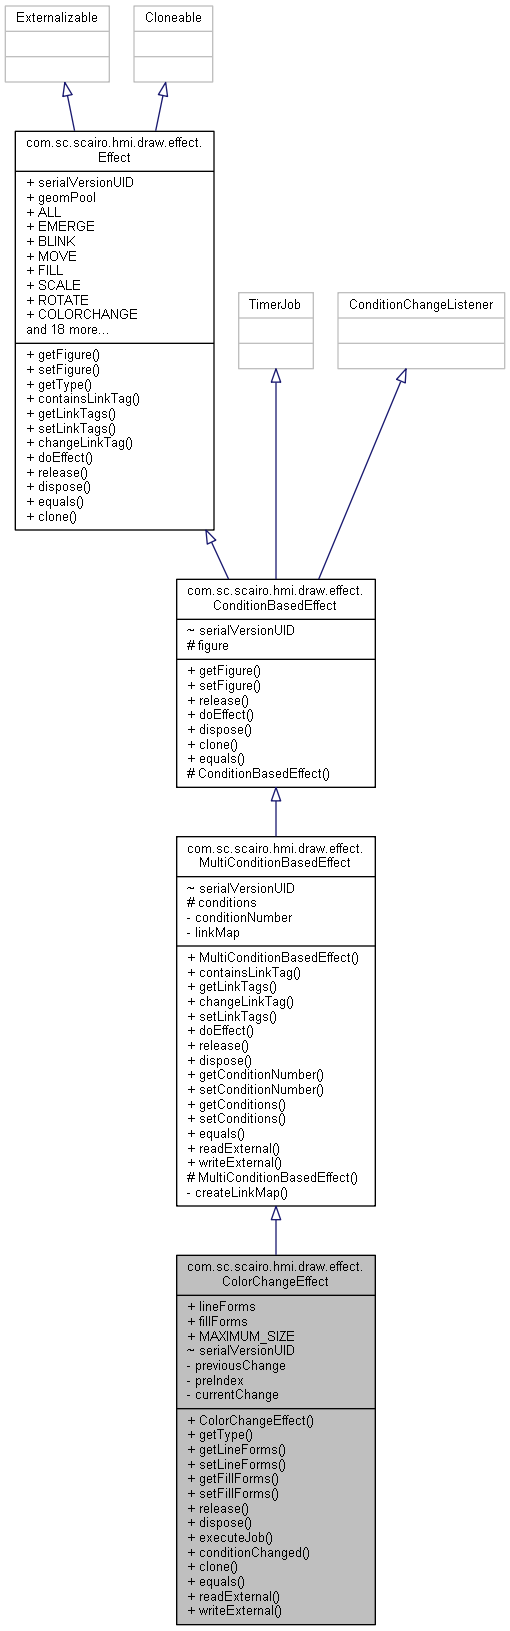 Externalizable
Cloneable
com.sc.scairo.hmi.draw.effect.
Effect
+ serialVersionUID
+ geomPool
+ ALL
+ EMERGE
+ BLINK
+ MOVE
+ FILL
+ SCALE
+ ROTATE
+ COLORCHANGE
and 18 more...
+ getFigure()
+ setFigure()
+ getType()
+ containsLinkTag()
+ getLinkTags()
+ setLinkTags()
+ changeLinkTag()
+ doEffect()
+ release()
+ dispose()
+ equals()
+ clone()
TimerJob
ConditionChangeListener
com.sc.scairo.hmi.draw.effect.
ConditionBasedEffect
~ serialVersionUID
# figure
+ getFigure()
+ setFigure()
+ release()
+ doEffect()
+ dispose()
+ clone()
+ equals()
# ConditionBasedEffect()
com.sc.scairo.hmi.draw.effect.
MultiConditionBasedEffect
~ serialVersionUID
# conditions
- conditionNumber
- linkMap
+ MultiConditionBasedEffect()
+ containsLinkTag()
+ getLinkTags()
+ changeLinkTag()
+ setLinkTags()
+ doEffect()
+ release()
+ dispose()
+ getConditionNumber()
+ setConditionNumber()
+ getConditions()
+ setConditions()
+ equals()
+ readExternal()
+ writeExternal()
# MultiConditionBasedEffect()
- createLinkMap()
com.sc.scairo.hmi.draw.effect.
ColorChangeEffect
+ lineForms
+ fillForms
+ MAXIMUM_SIZE
~ serialVersionUID
- previousChange
- preIndex
- currentChange
+ ColorChangeEffect()
+ getType()
+ getLineForms()
+ setLineForms()
+ getFillForms()
+ setFillForms()
+ release()
+ dispose()
+ executeJob()
+ conditionChanged()
+ clone()
+ equals()
+ readExternal()
+ writeExternal()